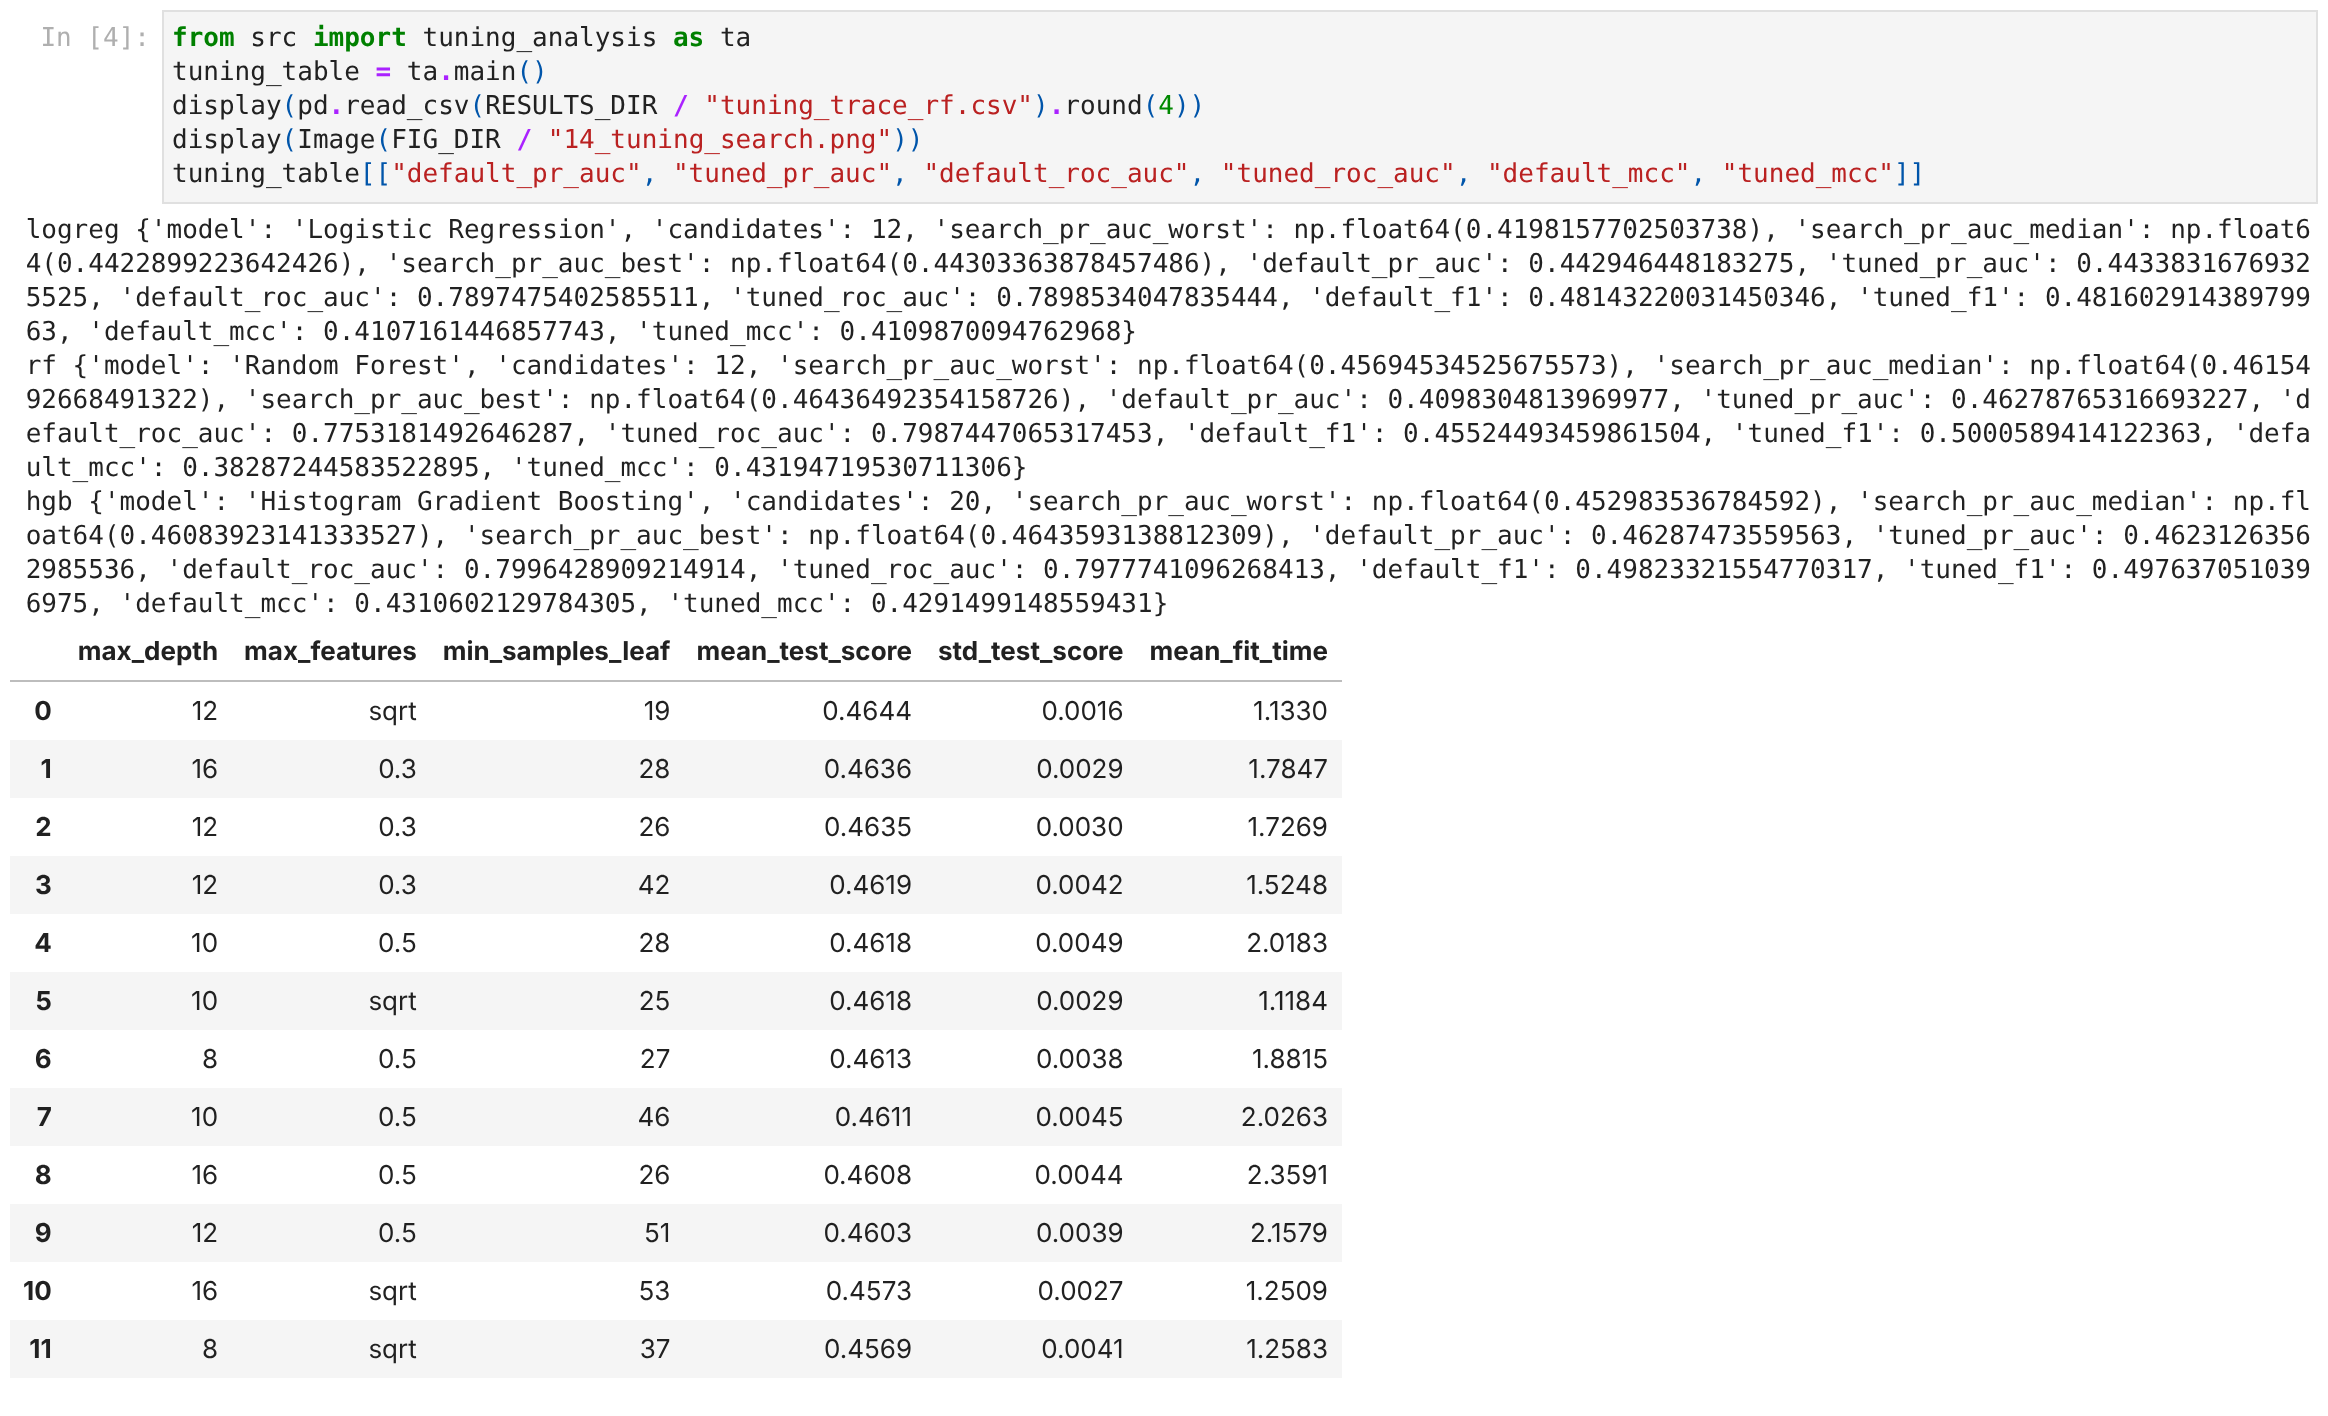 In [4]:
from src import tuning_analysis as ta
tuning_table = ta.main()
display(pd.read_csv(RESULTS_DIR / "tuning_trace_rf.csv").round(4))
display(Image(FIG_DIR / "14_tuning_search.png"))
tuning_table[["default_pr_auc", "tuned_pr_auc", "default_roc_auc", "tuned_roc_auc", "default_mcc", "tuned_mcc"]]
logreg {'model': 'Logistic Regression', 'candidates': 12, 'search_pr_auc_worst': np.float64(0.4198157702503738), 'search_pr_auc_median': np.float6
4(0.4422899223642426), 'search_pr_auc_best': np.float64(0.44303363878457486), 'default_pr_auc': 0.442946448183275, 'tuned_pr_auc': 0.4433831676932
5525, 'default_roc_auc': 0.7897475402585511, 'tuned_roc_auc': 0.7898534047835444, 'default_f1': 0.48143220031450346, 'tuned_f1': 0.481602914389799
63, 'default_mcc': 0.4107161446857743, 'tuned_mcc': 0.4109870094762968}
rf {'model': 'Random Forest', 'candidates': 12, 'search_pr_auc_worst': np.float64(0.45694534525675573), 'search_pr_auc_median': np.float64(0.46154
92668491322), 'search_pr_auc_best': np.float64(0.46436492354158726), 'default_pr_auc': 0.4098304813969977, 'tuned_pr_auc': 0.46278765316693227, 'd
efault_roc_auc': 0.7753181492646287, 'tuned_roc_auc': 0.7987447065317453, 'default_f1': 0.45524493459861504, 'tuned_f1': 0.5000589414122363, 'defa
ult_mcc': 0.38287244583522895, 'tuned_mcc': 0.43194719530711306}
hgb {'model': 'Histogram Gradient Boosting', 'candidates': 20, 'search_pr_auc_worst': np.float64(0.452983536784592), 'search_pr_auc_median': np.fl
oat64(0.46083923141333527), 'search_pr_auc_best': np.float64(0.4643593138812309), 'default_pr_auc': 0.46287473559563, 'tuned_pr_auc': 0.4623126356
2985536, 'default_roc_auc': 0.7996428909214914, 'tuned_roc_auc': 0.7977741096268413, 'default_f1': 0.49823321554770317, 'tuned_f1': 0.497637051039
6975, 'default_mcc': 0.4310602129784305, 'tuned_mcc': 0.4291499148559431}
max_depth max_features min_samples_leaf mean_test_score std_test_score mean_fit_time
0 12 sqrt 19 0.4644 0.0016 1.1330
1 16 0.3 28 0.4636 0.0029 1.7847
2 12 0.3 26 0.4635 0.0030 1.7269
3 12 0.3 42 0.4619 0.0042 1.5248
4 10 0.5 28 0.4618 0.0049 2.0183
5 10 sqrt 25 0.4618 0.0029 1.1184
6 8 0.5 27 0.4613 0.0038 1.8815
7 10 0.5 46 0.4611 0.0045 2.0263
8 16 0.5 26 0.4608 0.0044 2.3591
9 12 0.5 51 0.4603 0.0039 2.1579
10 16 sqrt 53 0.4573 0.0027 1.2509
11 8 sqrt 37 0.4569 0.0041 1.2583